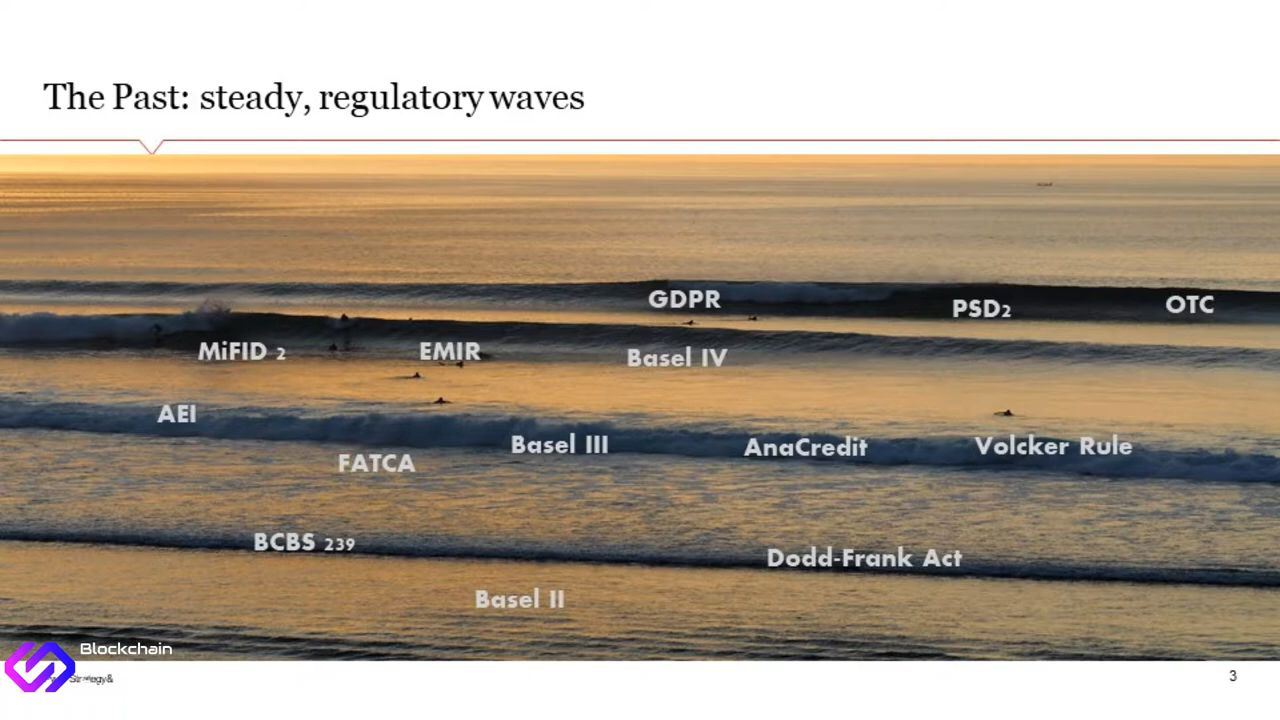 The Past: steady, regulatory waves
GDPR
PSD2
OTC
MiFID 2
EMIR
Basel IV
AEI
Basel III
AnaCredit
Volcker Rule
FATCA
BCBS 239
Dodd-Frank Act
Basel II
Blockchain
Strategy&
3